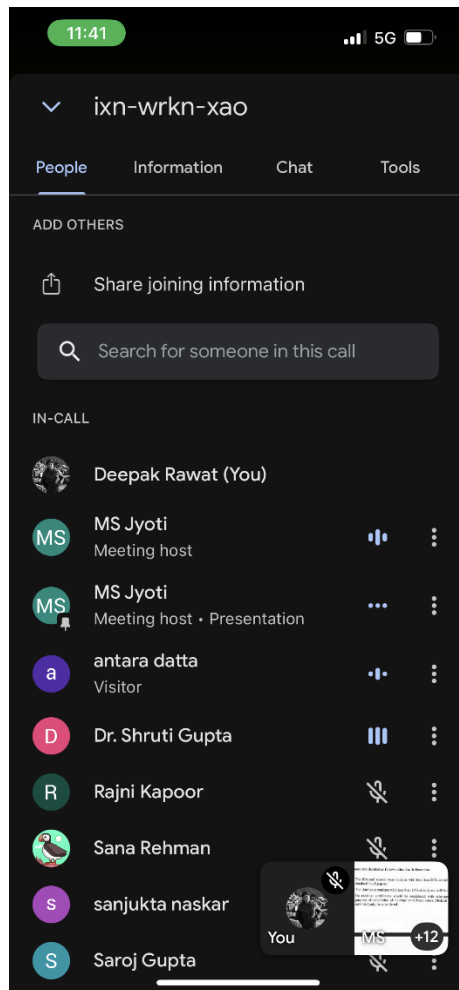 11:41
5G
ixn-wrkn-xao
People Information Chat Tools
ADD OTHERS
Share joining information
Search for someone in this call
IN-CALL
Deepak Rawat (You)
MS
MS Jyoti
Meeting host
MS
MS Jyoti
Meeting host • Presentation
a
antara datta
Visitor
D
Dr. Shruti Gupta
R
Rajni Kapoor
Sana Rehman
s
sanjukta naskar
You
MS
+12
S
Saroj Gupta